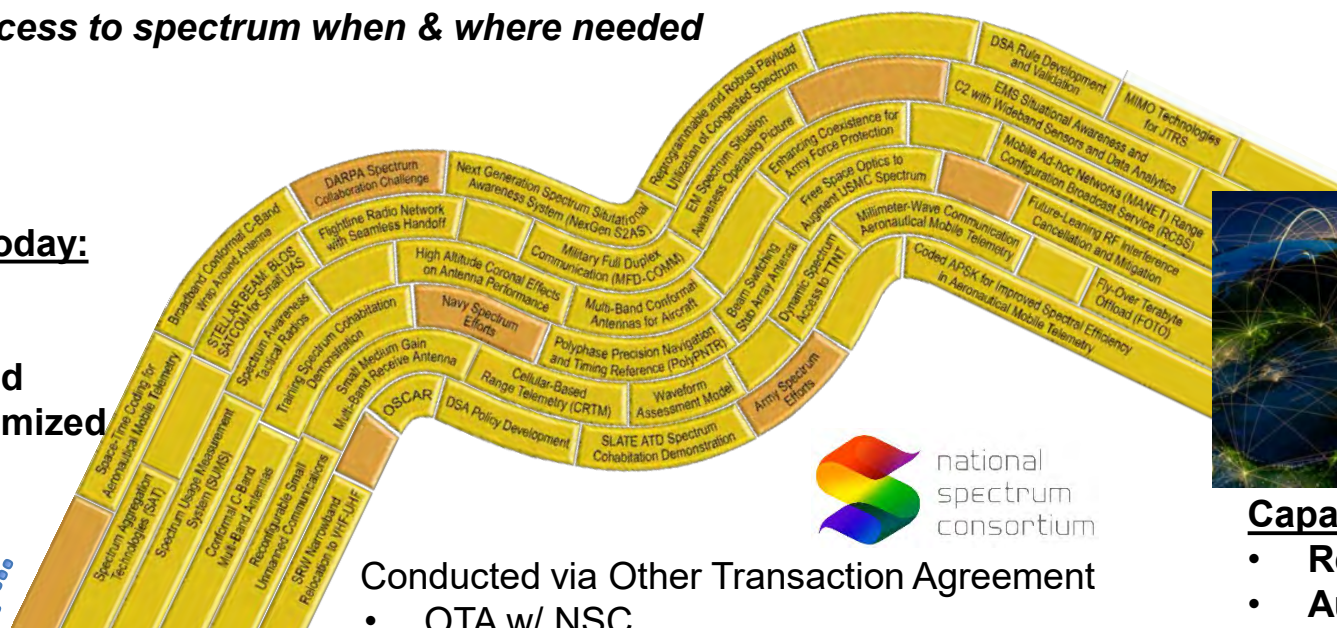 cess to spectrum when & where needed
oday:
d
mized
Space-Time Coding for
Aeronautical Mobile Telemetry
Broadband Conformal C-Band
Wrap Around Antenna
DARPA Spectrum
Collaboration Challenge
Next Generation Spectrum Situtational
Awareness System (NexGen S2AS)
Reprogrammable and Robust Payload
Utilization of Congested Spectrum
DSA Rule Development
and Validation
MIMO Technologies
for JTRS
Spectrum Aggregation
Technologies (SAT)
STELLAR BEAM: BLOS
SATCOM for Small UAS
Flightline Radio Network
with Seamless Handoff
Military Full Duplex
Communication (MFD-COMM)
EM Spectrum Situation
Awareness Operating Picture
EMS Situational Awareness and
C2 with Wideband Sensors and Data Analytics
Spectrum Usage Measurement
System (SUMS)
Spectrum Awareness
Tactical Radios
High Altitude Coronal Effects
on Antenna Performance
Multi-Band Conformal
Antennas for Aircraft
Enhancing Coexistence for
Army Force Protection
Mobile Ad-hoc Networks (MANET) Range
Configuration Broadcast Service (RCBS)
Conformal C-Band
Multi-Band Antennas
Training Spectrum Cohabitation
Demonstration
Navy Spectrum
Efforts
Polyphase Precision Navigation
and Timing Reference (PolyPNTR)
Beam Switching
Stub Array Antenna
Free Space Optics to
Augment USMC Spectrum
Future-Leaning RF Interference
Cancellation and Mitigation
Reconfigurable Small
Unmanned Communications
Small/Medium Gain
Multi-Band Receive Antenna
Cellular-Based
Range Telemetry (CRTM)
Waveform
Assessment Model
Dynamic Spectrum
Access to TTNT
Millimeter-Wave Communication
Aeronautical Mobile Telemetry
Fly-Over Terabyte
Offload (FOTO)
SRW Narrowband
Relocation to VHF-UHF
OSCAR
DSA Policy Development
SLATE ATD Spectrum
Cohabitation Demonstration
Army Spectrum
Efforts
Coded APSK for Improved Spectral Efficiency
in Aeronautical Mobile Telemetry
national
spectrum
consortium
Conducted via Other Transaction Agreement
• OTA w/ NSC
Capa
• R
• A